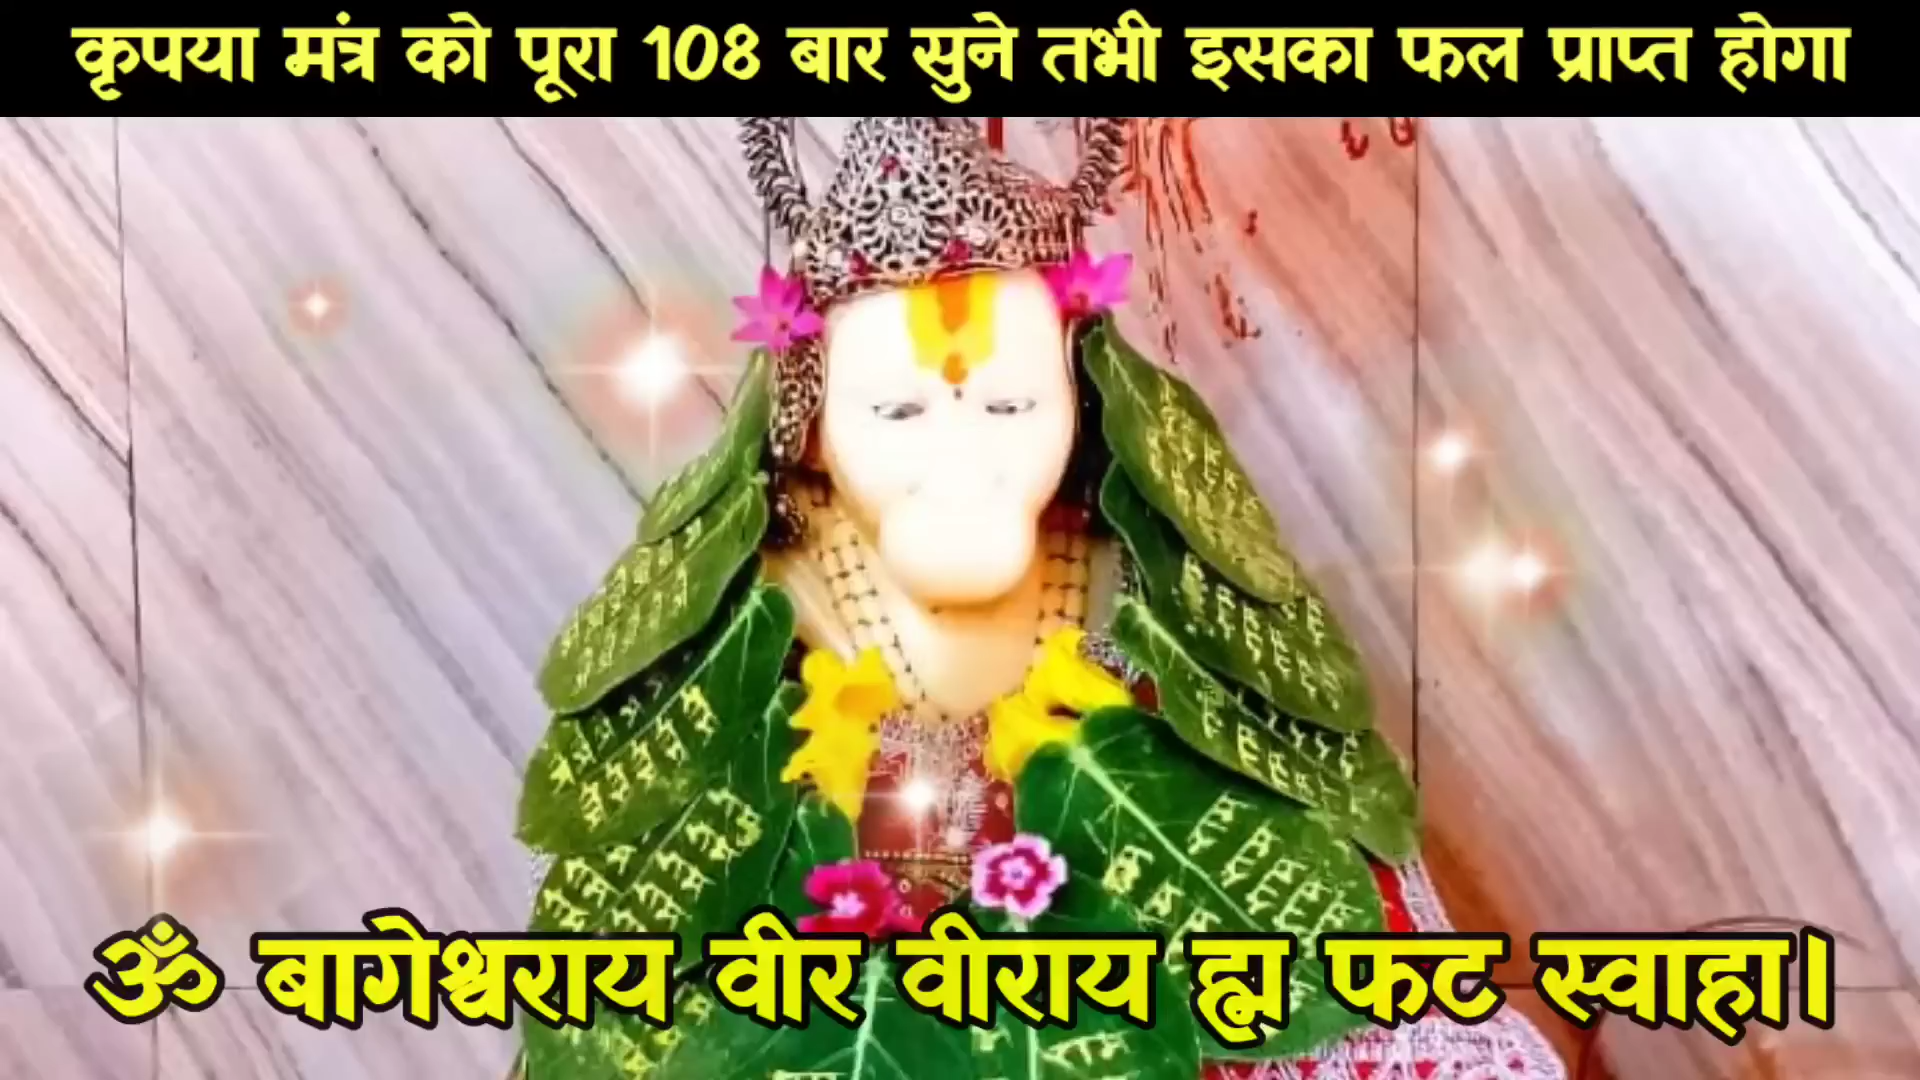 कृपया मंत्र को पूरा 108 बार सुने तभी इसका फल प्राप्त होगा
राम
ॐ बागेश्वराय वीर वीराय ह्म फट स्वाहा।
राम